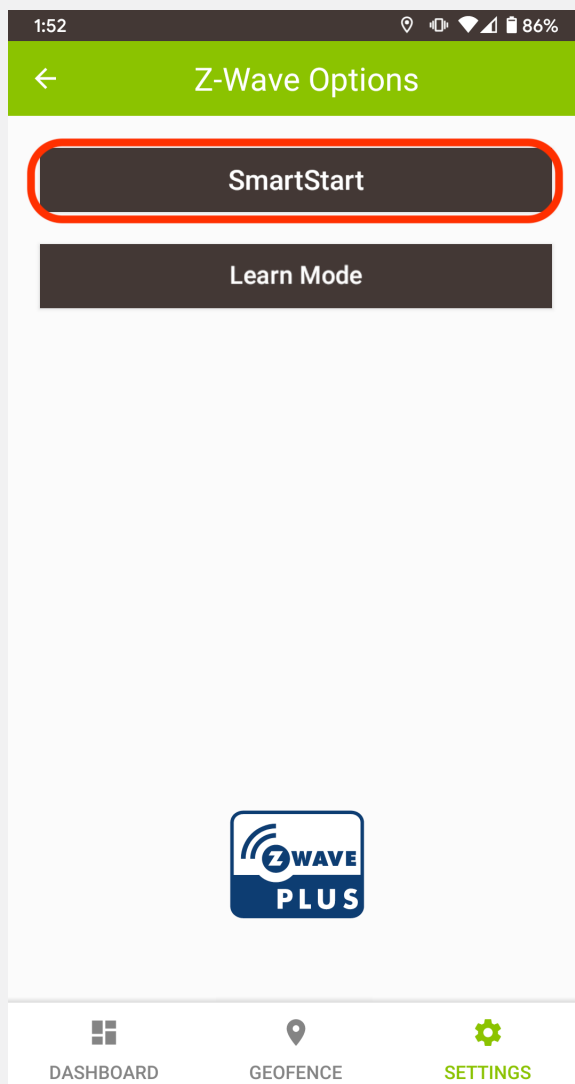 1:52 86%
Z-Wave Options
SmartStart
Learn Mode
Z WAVE
PLUS
DASHBOARD GEOFENCE SETTINGS